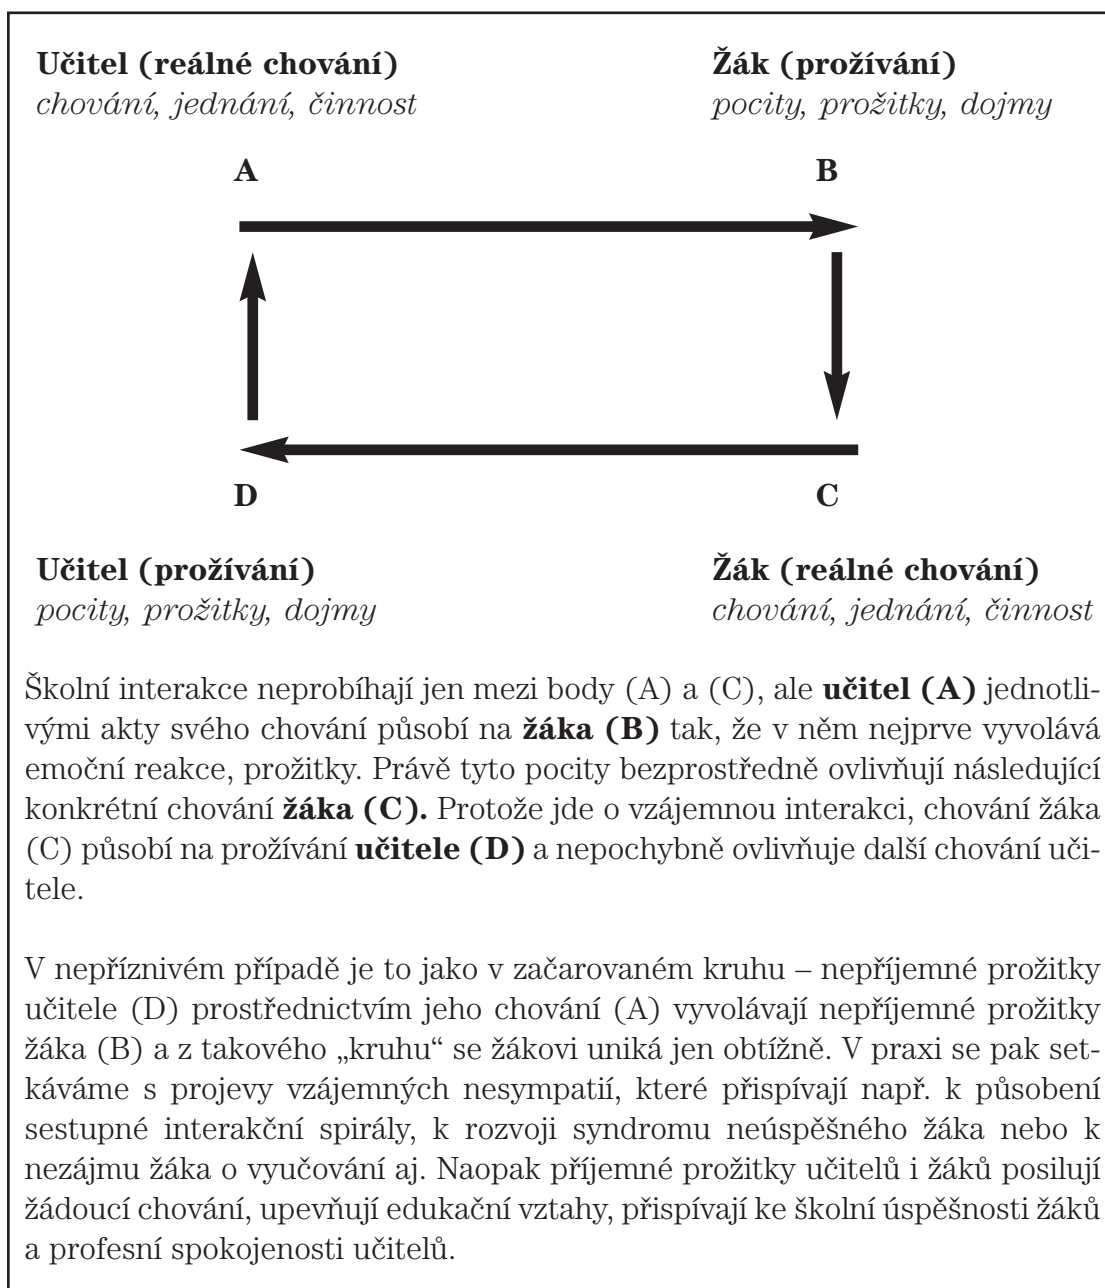 Učitel (reálné chování)
chování, jednání, činnost
Žák (prožívání)
pocity, prožitky, dojmy
A
B
D
C
Učitel (prožívání)
pocity, prožitky, dojmy
Žák (reálné chování)
chování, jednání, činnost
Školní interakce neprobíhají jen mezi body (A) a (C), ale učitel (A) jednotli-
vými akty svého chování působí na žáka (B) tak, že v něm nejprve vyvolává
emoční reakce, prožitky. Právě tyto pocity bezprostředně ovlivňují následující
konkrétní chování žáka (C). Protože jde o vzájemnou interakci, chování žáka
(C) působí na prožívání učitele (D) a nepochybně ovlivňuje další chování uči-
tele.
V nepříznivém případě je to jako v začarovaném kruhu – nepříjemné prožitky
učitele (D) prostřednictvím jeho chování (A) vyvolávají nepříjemné prožitky
žáka (B) a z takového „kruhu“ se žákovi uniká jen obtížně. V praxi se pak set-
káváme s projevy vzájemných nesympatií, které přispívají např. k působení
sestupné interakční spirály, k rozvoji syndromu neúspěšného žáka nebo k
nezájmu žáka o vyučování aj. Naopak příjemné prožitky učitelů i žáků posilují
žádoucí chování, upevňují edukační vztahy, přispívají ke školní úspěšnosti žáků
a profesní spokojenosti učitelů.